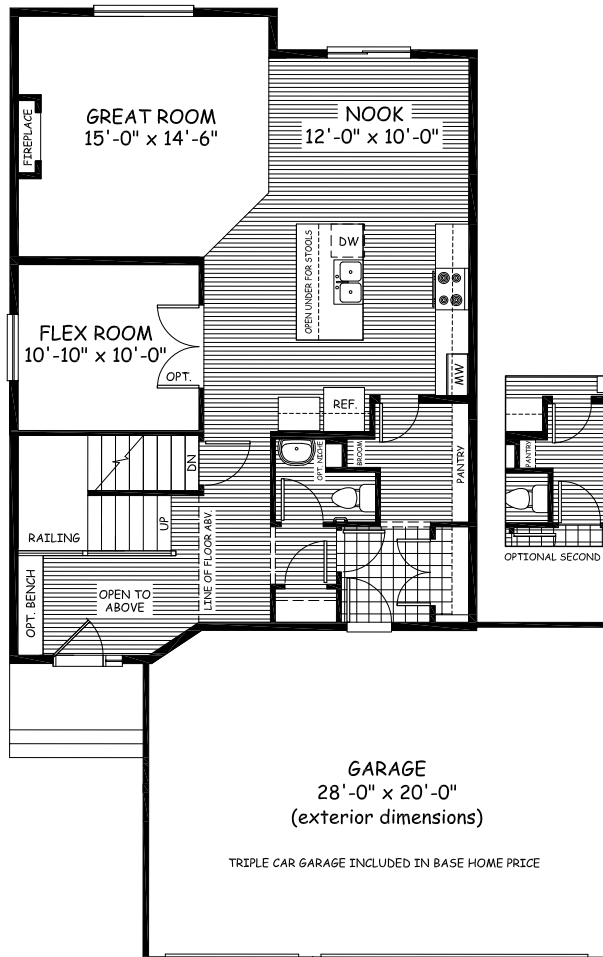 GREAT ROOM
15'-0" x 14'-6"
FIREPLACE
NOOK
12'-0" x 10'-0"
DW
OPEN UNDER FOR STOOLS
FLEX ROOM
10'-10" x 10'-0"
OPT.
MW
REF.
DN
OPT. NICHE
BROOM
PANTRY
PANTRY
RAILING
UP
LINE OF FLOOR ABV.
OPTIONAL SECOND
OPT. BENCH
OPEN TO
ABOVE
GARAGE
28'-0" x 20'-0"
(exterior dimensions)
TRIPLE CAR GARAGE INCLUDED IN BASE HOME PRICE